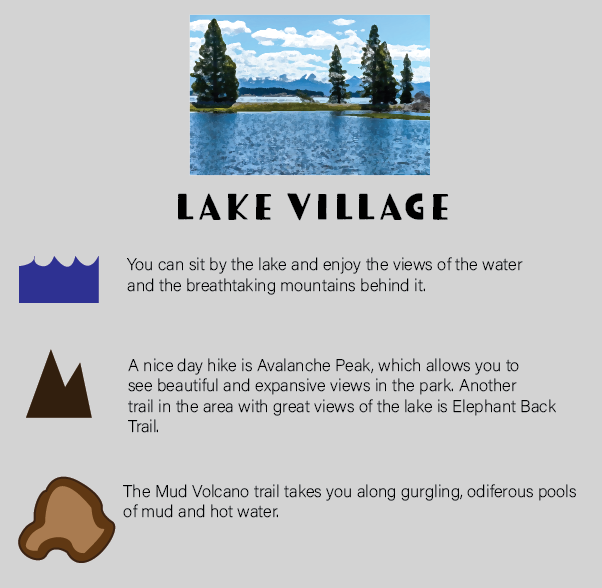 LAKE VILLAGE
You can sit by the lake and enjoy the views of the water
and the breathtaking mountains behind it.
A nice day hike is Avalanche Peak, which allows you to
see beautiful and expansive views in the park. Another
trail in the area with great views of the lake is Elephant Back
Trail.
The Mud Volcano trail takes you along gurgling, odiferous pools
of mud and hot water.